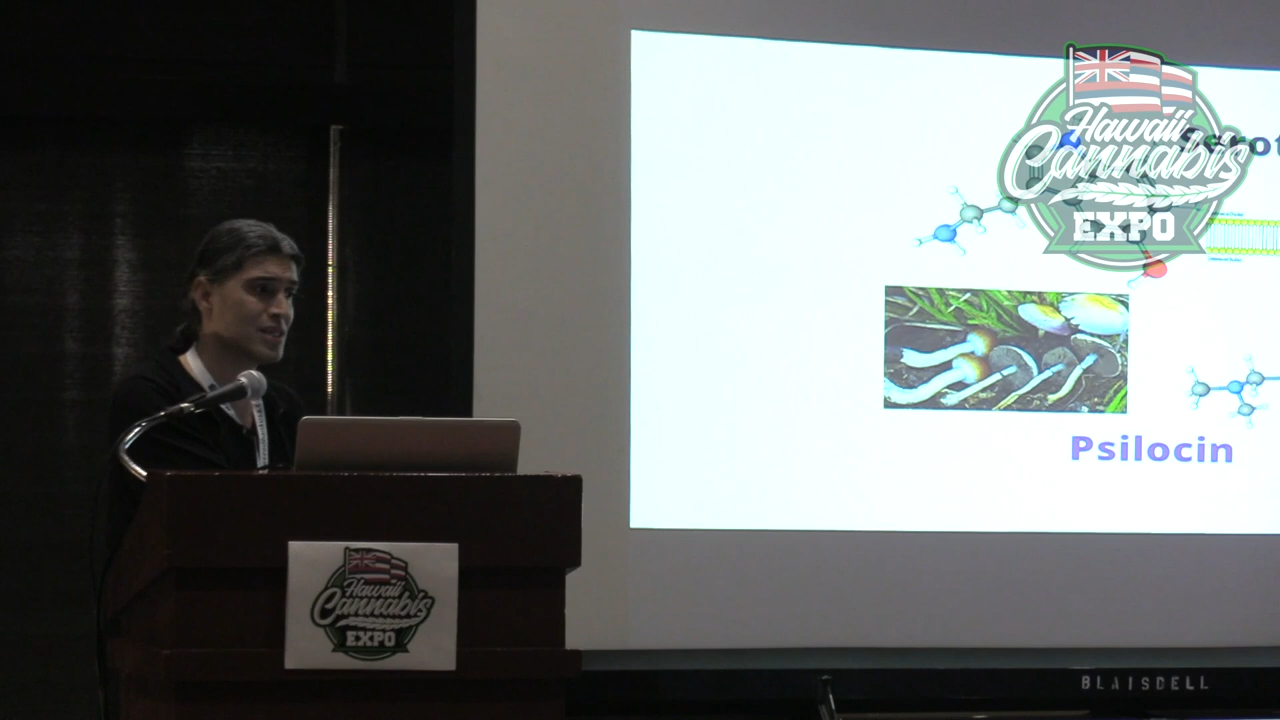 Hawaii
Cannabis
EXPO
Psilocin
Hawaii
Cannabis
EXPO
BLAISDELL